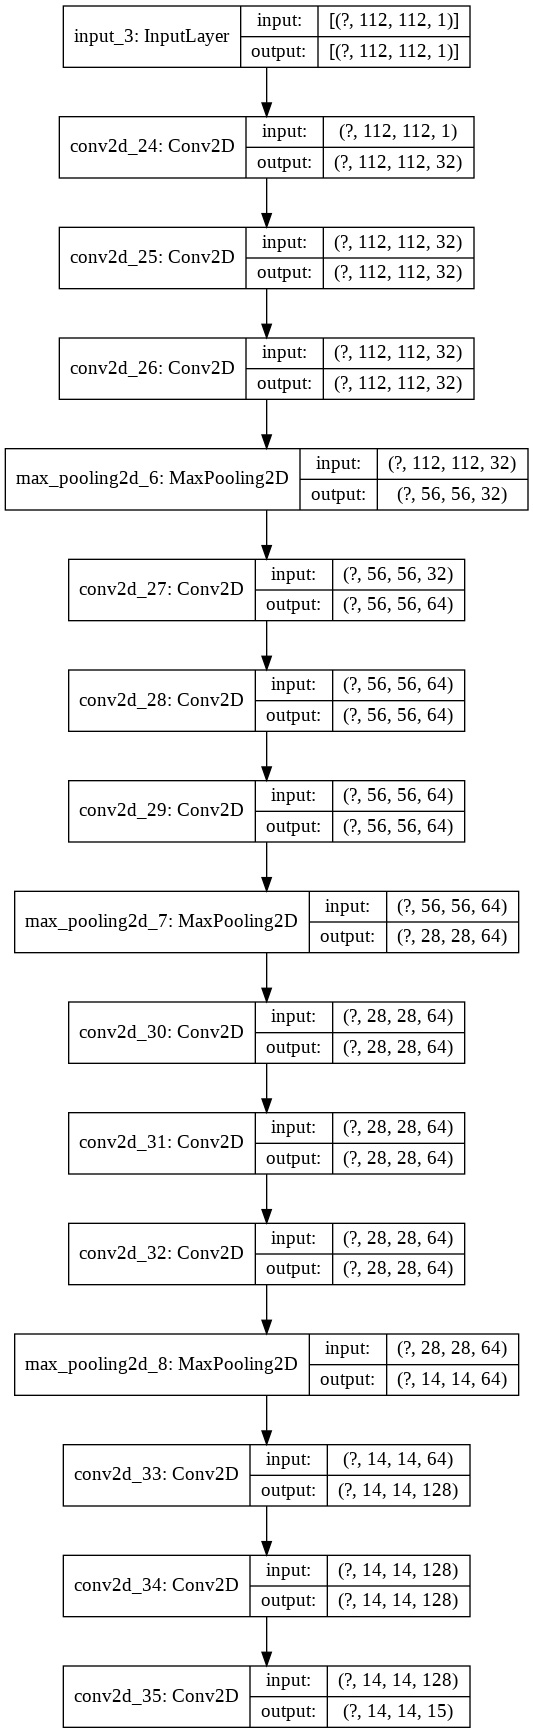 input_3: InputLayer
input: [(?, 112, 112, 1)]
output: [(?, 112, 112, 1)]
conv2d_24: Conv2D
input: (?, 112, 112, 1)
output: (?, 112, 112, 32)
conv2d_25: Conv2D
input: (?, 112, 112, 32)
output: (?, 112, 112, 32)
conv2d_26: Conv2D
input: (?, 112, 112, 32)
output: (?, 112, 112, 32)
max_pooling2d_6: MaxPooling2D
input: (?, 112, 112, 32)
output: (?, 56, 56, 32)
conv2d_27: Conv2D
input: (?, 56, 56, 32)
output: (?, 56, 56, 64)
conv2d_28: Conv2D
input: (?, 56, 56, 64)
output: (?, 56, 56, 64)
conv2d_29: Conv2D
input: (?, 56, 56, 64)
output: (?, 56, 56, 64)
max_pooling2d_7: MaxPooling2D
input: (?, 56, 56, 64)
output: (?, 28, 28, 64)
conv2d_30: Conv2D
input: (?, 28, 28, 64)
output: (?, 28, 28, 64)
conv2d_31: Conv2D
input: (?, 28, 28, 64)
output: (?, 28, 28, 64)
conv2d_32: Conv2D
input: (?, 28, 28, 64)
output: (?, 28, 28, 64)
max_pooling2d_8: MaxPooling2D
input: (?, 28, 28, 64)
output: (?, 14, 14, 64)
conv2d_33: Conv2D
input: (?, 14, 14, 64)
output: (?, 14, 14, 128)
conv2d_34: Conv2D
input: (?, 14, 14, 128)
output: (?, 14, 14, 128)
conv2d_35: Conv2D
input: (?, 14, 14, 128)
output: (?, 14, 14, 15)